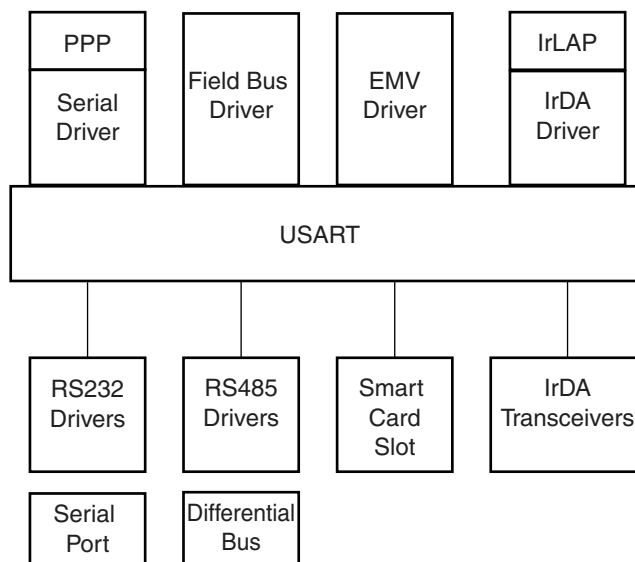 PPP
Serial
Driver
Field Bus
Driver
EMV
Driver
IrLAP
IrDA
Driver
USART
RS232
Drivers
RS485
Drivers
Smart
Card
Slot
IrDA
Transceivers
Serial
Port
Differential
Bus